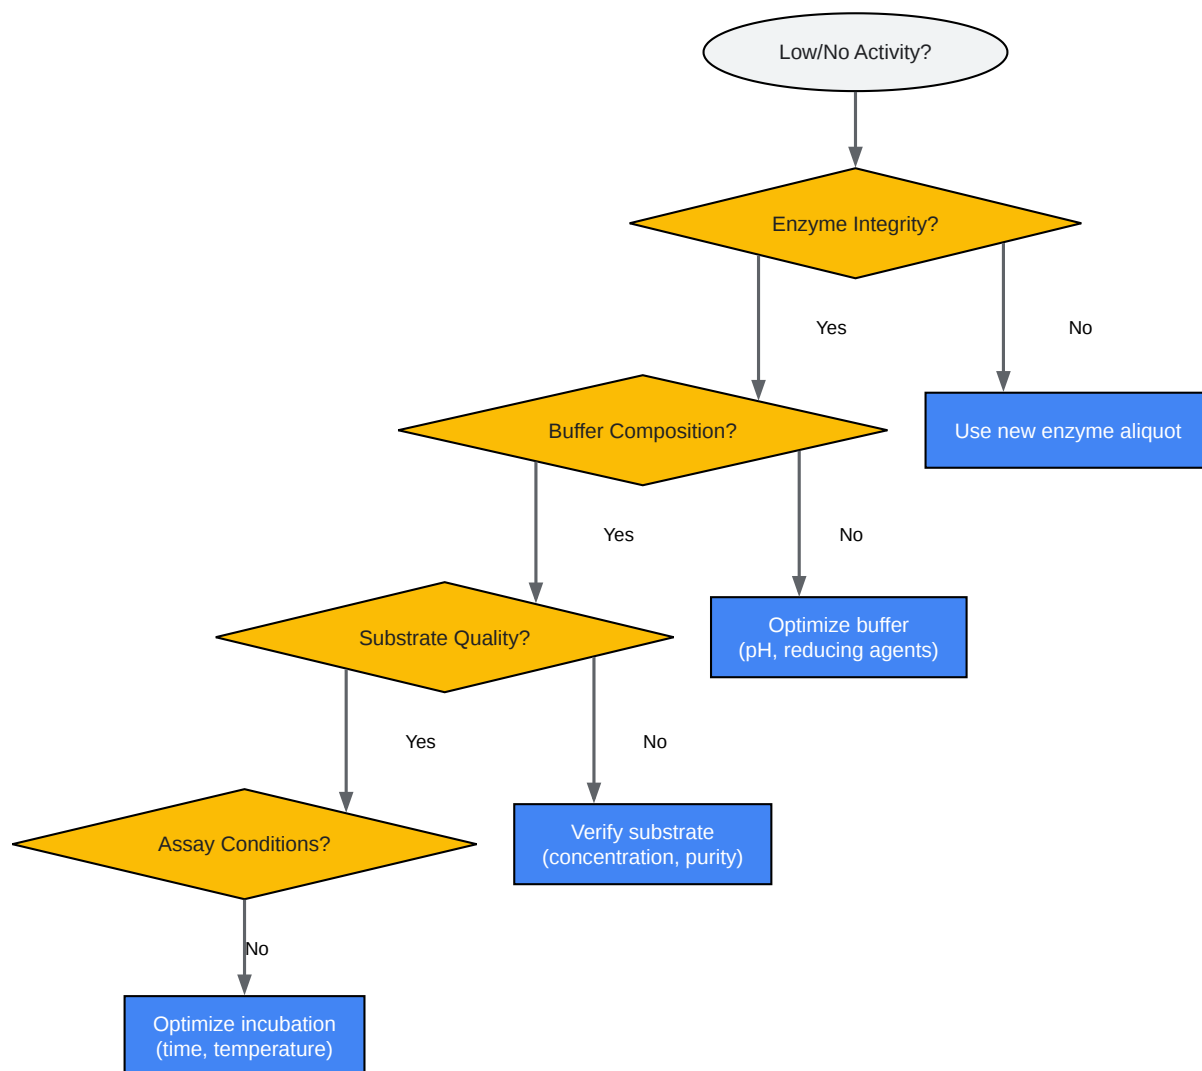 Low/No Activity?
Enzyme Integrity?
Yes
No
Use new enzyme aliquot
Buffer Composition?
Yes
No
Optimize buffer
(pH, reducing agents)
Substrate Quality?
Yes
No
Verify substrate
(concentration, purity)
Assay Conditions?
No
Optimize incubation
(time, temperature)